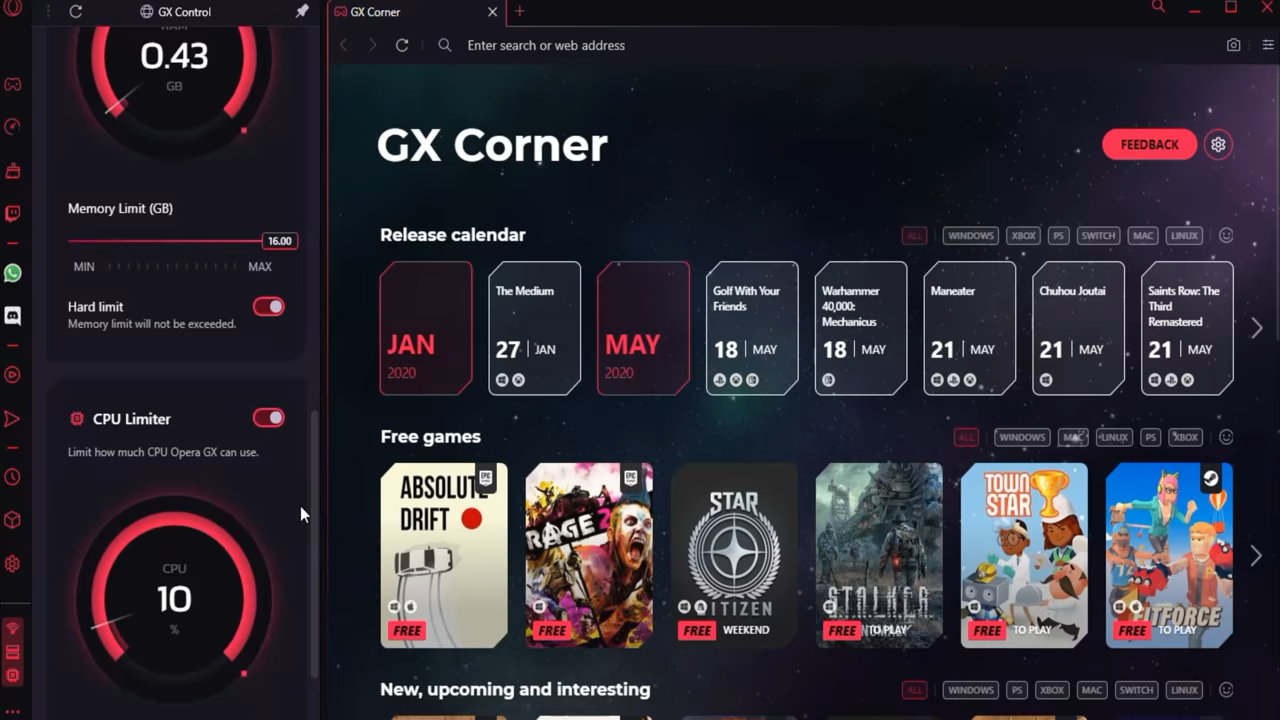 GX Control
RAM
0.43
GB
Memory Limit (GB)
16.00
MIN
MAX
Hard limit
Memory limit will not be exceeded.
CPU Limiter
Limit how much CPU Opera GX can use.
CPU
10
%
GX Corner
Enter search or web address
GX Corner
FEEDBACK
Release calendar
ALL WINDOWS XBOX PS SWITCH MAC LINUX
JAN
2020
The Medium
27 JAN
MAY
2020
Golf With Your
Friends
18 MAY
Warhammer
40,000:
Mechanicus
18 MAY
Maneater
21 MAY
Chuhou Joutai
21 MAY
Saints Row: The
Third
Remastered
21 MAY
Free games
ALL WINDOWS MAC LINUX PS XBOX
ABSOLUTE
DRIFT
EPIC
FREE
RAGE 2
EPIC
FREE
STAR
CITIZEN
FREE WEEKEND
STALKER
FREE TO PLAY
TOWN
STAR
FREE TO PLAY
FREE TO PLAY
New, upcoming and interesting
ALL WINDOWS PS XBOX MAC SWITCH LINUX